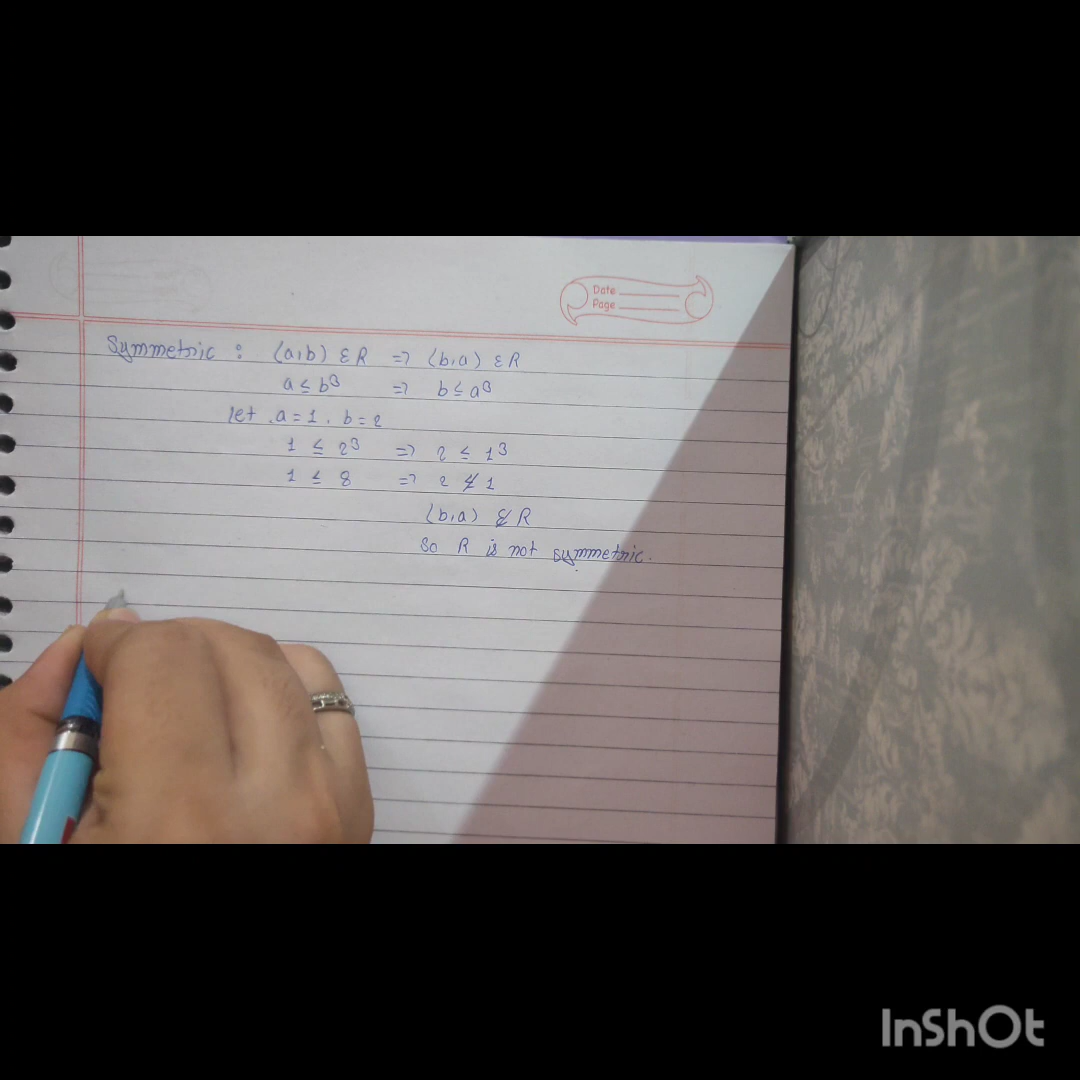 Date
Page
Symmetric : (a,b) ∈ R => (b,a) ∈ R
a ≤ b³ => b ≤ a³
let , a = 1 , b = 2
1 ≤ 2³ => 2 ≤ 1³
1 ≤ 8 => 2 ≰ 1
(b,a) ∉ R
So R is not symmetric.
InShOt